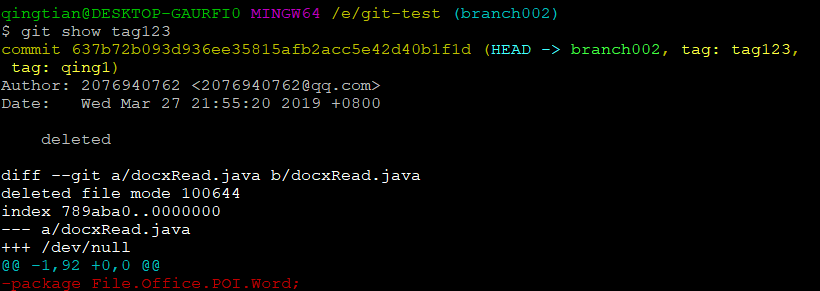 qingtian@DESKTOP-GAURFI0 MINGW64 /e/git-test (branch002)
$ git show tag123
commit 637b72b093d936ee35815afb2acc5e42d40b1f1d (HEAD -> branch002, tag: tag123,
 tag: qing1)
Author: 2076940762 <2076940762@qq.com>
Date:   Wed Mar 27 21:55:20 2019 +0800
    deleted
diff --git a/docxRead.java b/docxRead.java
deleted file mode 100644
index 789aba0..0000000
--- a/docxRead.java
+++ /dev/null
@@ -1,92 +0,0 @@
-package File.Office.POI.Word;